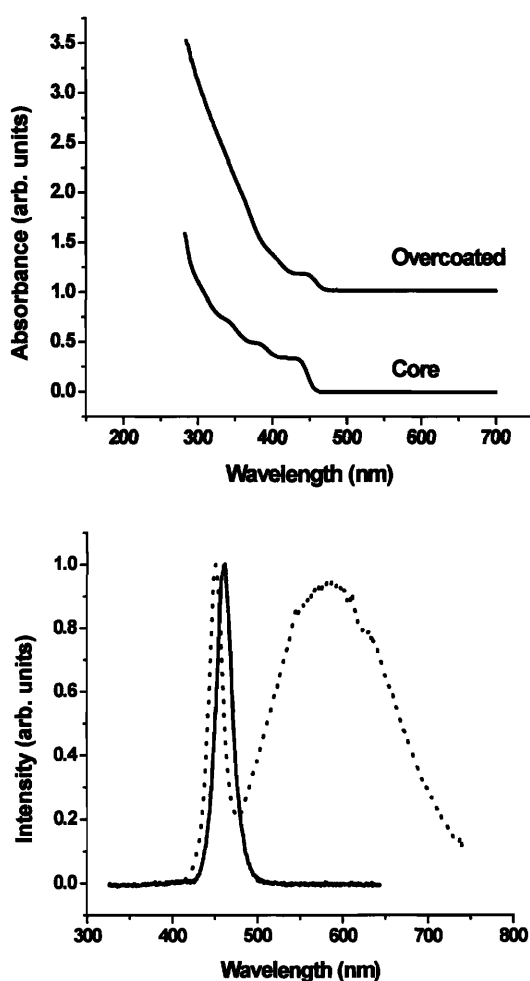 Absorbance (arb. units)
3.5
3.0
2.5
2.0
1.5
1.0
0.5
0.0
Overcoated
Core
200 300 400 500 600 700
Wavelength (nm)
Intensity (arb. units)
1.0
0.8
0.6
0.4
0.2
0.0
300 400 500 600 700 800
Wavelength (nm)